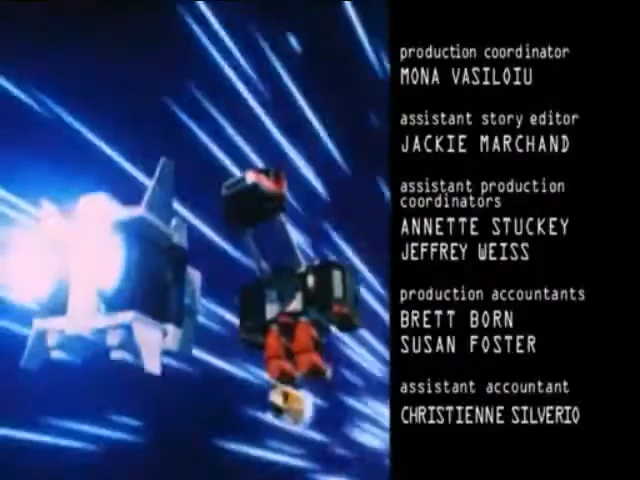 production coordinator
MONA VASILOIU
assistant story editor
JACKIE MARCHAND
assistant production
coordinators
ANNETTE STUCKEY
JEFFREY WEISS
production accountants
BRETT BORN
SUSAN FOSTER
assistant accountant
CHRISTIENNE SILVERIO